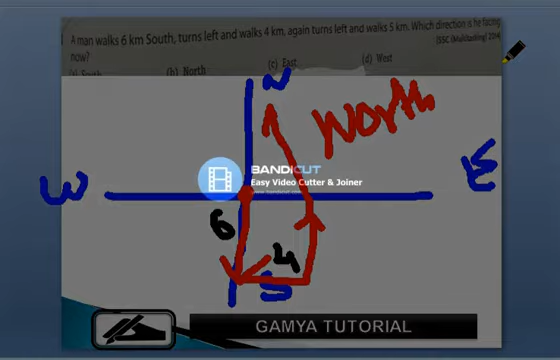 A man walks 6 km South, turns left and walks 4 km, again turns left and walks 5 km. Which direction is he facing
now?
(SSC (Multitasking) 2014
(a) South (b) North (c) East (d) West
N
North
W
E
BANDICUT
Easy Video Cutter & Joiner
6
4
S
GAMYA TUTORIAL